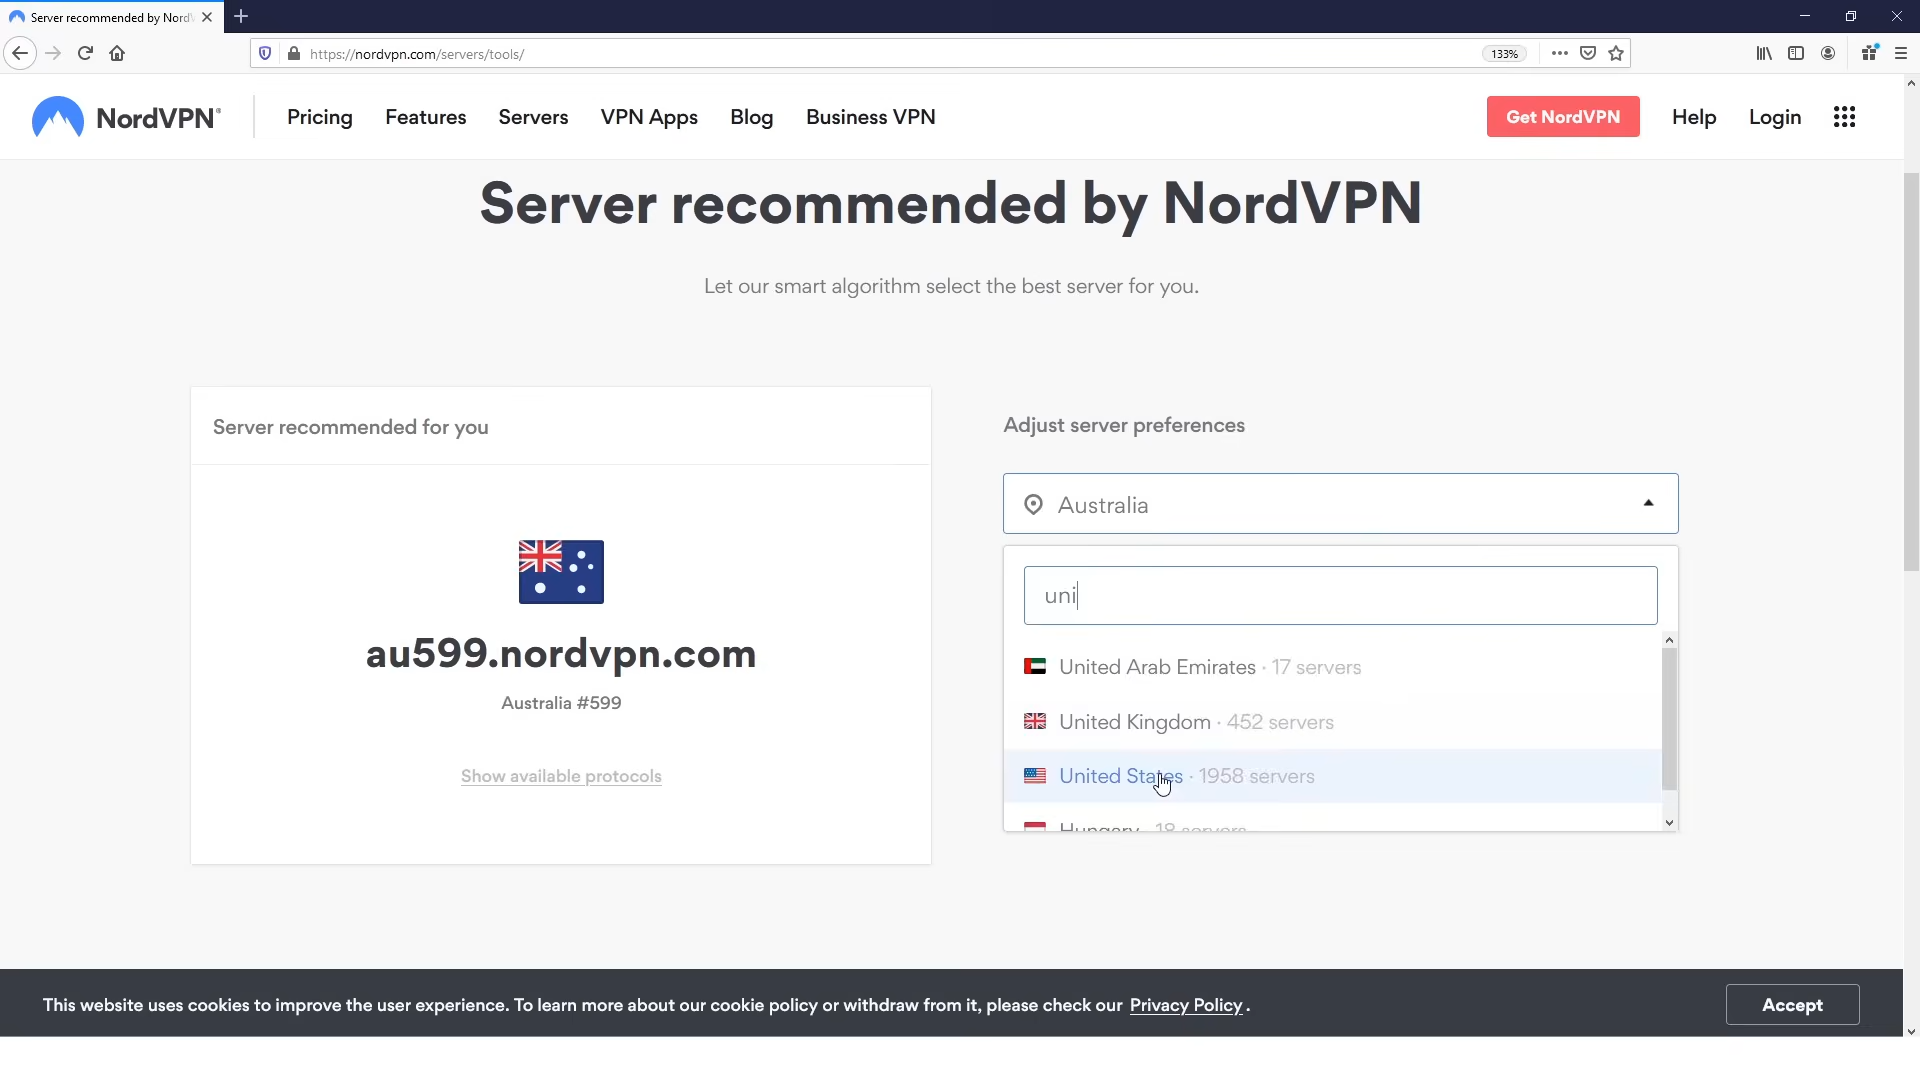 Server recommended by Nord
https://nordvpn.com/servers/tools/
133%
NordVPN®
Pricing
Features
Servers
VPN Apps
Blog
Business VPN
Get NordVPN
Help
Login
Server recommended by NordVPN
Let our smart algorithm select the best server for you.
Server recommended for you
au599.nordvpn.com
Australia #599
Show available protocols
Adjust server preferences
Australia
uni
United Arab Emirates · 17 servers
United Kingdom · 452 servers
United States · 1958 servers
Hungary · 18 servers
This website uses cookies to improve the user experience. To learn more about our cookie policy or withdraw from it, please check our Privacy Policy.
Accept